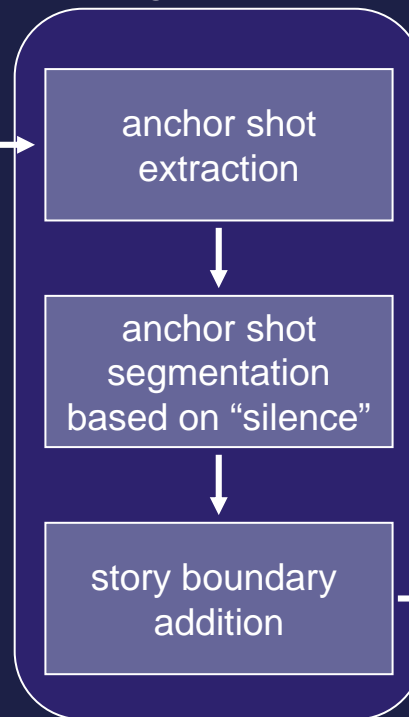 anchor shot
extraction
anchor shot
segmentation
based on “silence”
story boundary
addition